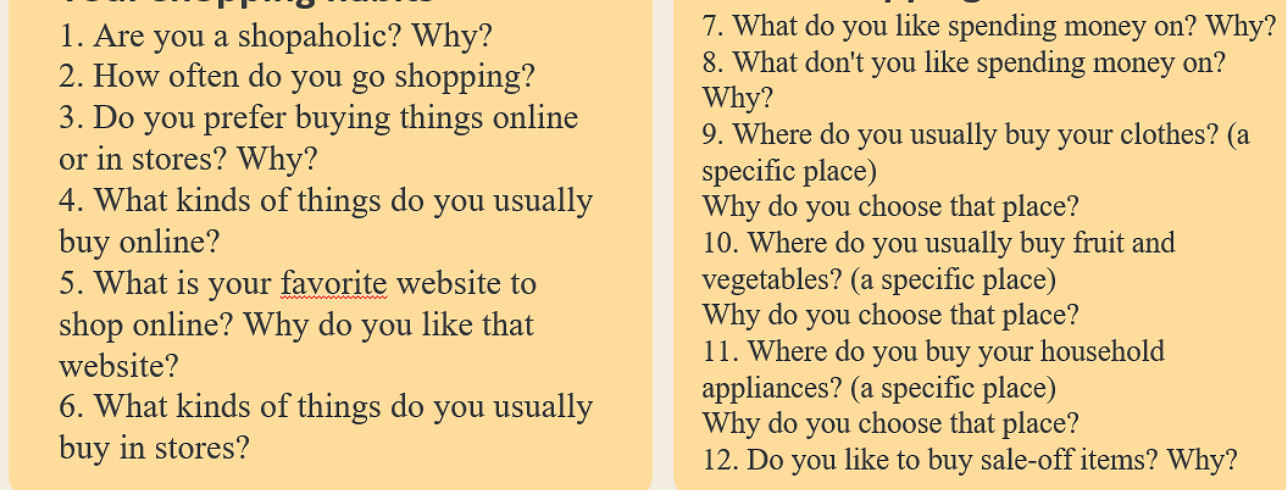 Your shopping habits
1. Are you a shopaholic? Why?
2. How often do you go shopping?
3. Do you prefer buying things online
or in stores? Why?
4. What kinds of things do you usually
buy online?
5. What is your favorite website to
shop online? Why do you like that
website?
6. What kinds of things do you usually
buy in stores?
7. What do you like spending money on? Why?
8. What don't you like spending money on?
Why?
9. Where do you usually buy your clothes? (a
specific place)
Why do you choose that place?
10. Where do you usually buy fruit and
vegetables? (a specific place)
Why do you choose that place?
11. Where do you buy your household
appliances? (a specific place)
Why do you choose that place?
12. Do you like to buy sale-off items? Why?